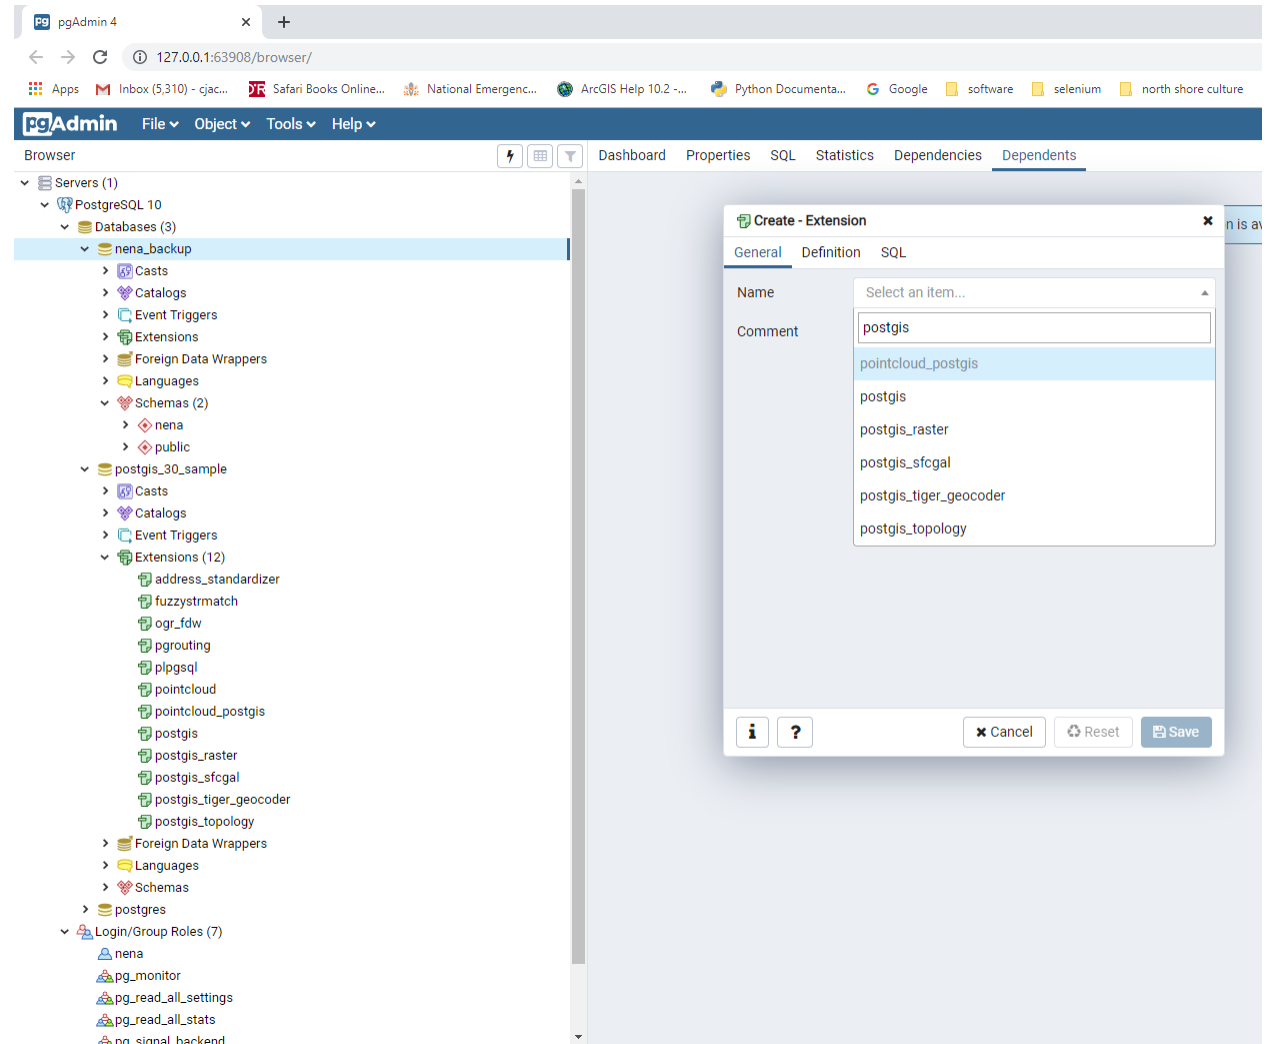 pgAdmin 4
127.0.0.1:63908/browser/
Apps
Inbox (5,310) - cjac...
Safari Books Online...
National Emergenc...
ArcGIS Help 10.2 -...
Python Documenta...
Google
software
selenium
north shore culture
pgAdmin
File
Object
Tools
Help
Browser
Dashboard
Properties
SQL
Statistics
Dependencies
Dependents
Servers (1)
PostgreSQL 10
Databases (3)
nena_backup
Casts
Catalogs
Event Triggers
Extensions
Foreign Data Wrappers
Languages
Schemas (2)
nena
public
postgis_30_sample
Casts
Catalogs
Event Triggers
Extensions (12)
address_standardizer
fuzzystrmatch
ogr_fdw
pgrouting
plpgsql
pointcloud
pointcloud_postgis
postgis
postgis_raster
postgis_sfcgal
postgis_tiger_geocoder
postgis_topology
Foreign Data Wrappers
Languages
Schemas
postgres
Login/Group Roles (7)
nena
pg_monitor
pg_read_all_settings
pg_read_all_stats
pg_signal_backend
Create - Extension
General
Definition
SQL
Name
Select an item...
Comment
postgis
pointcloud_postgis
postgis
postgis_raster
postgis_sfcgal
postgis_tiger_geocoder
postgis_topology
i
?
Cancel
Reset
Save
n is av